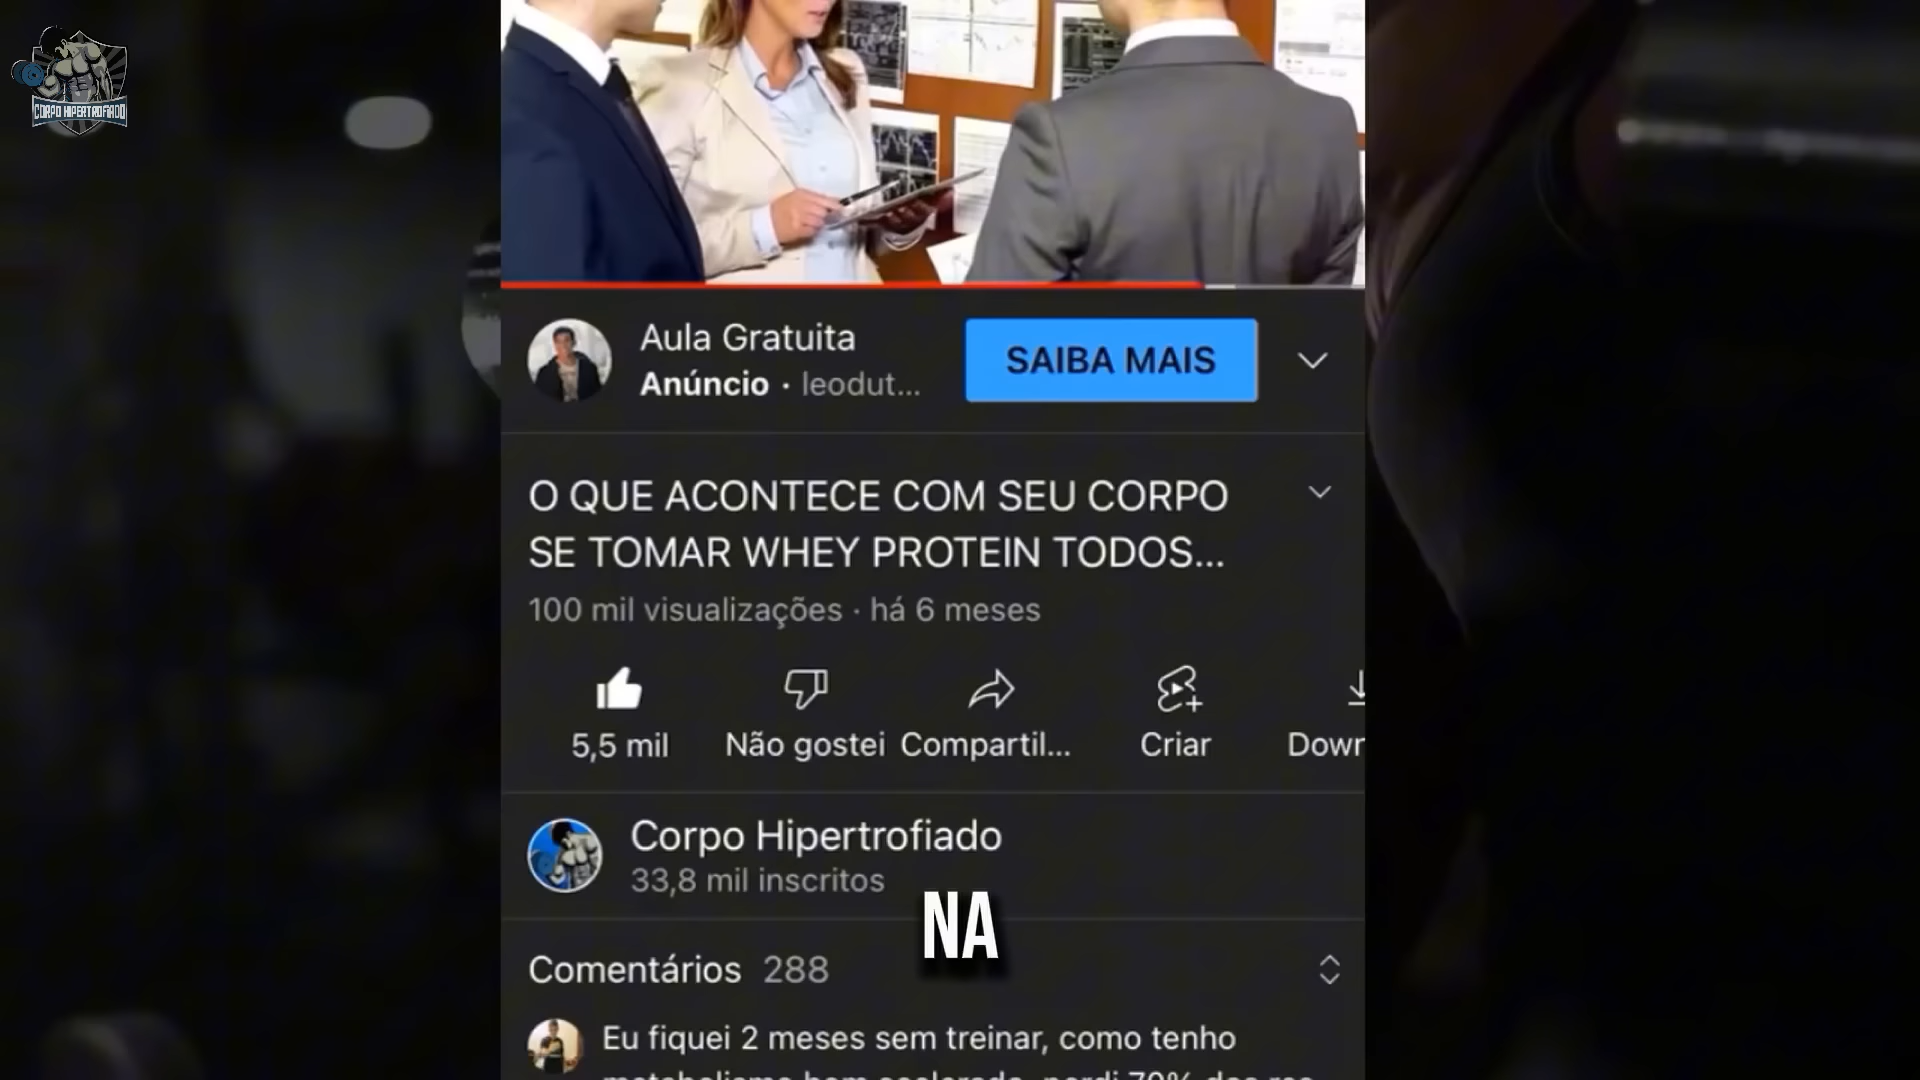 CORPO HIPERTROFIADO
Aula Gratuita
Anúncio · leodut...
SAIBA MAIS
O QUE ACONTECE COM SEU CORPO
SE TOMAR WHEY PROTEIN TODOS...
100 mil visualizações · há 6 meses
5,5 mil
Não gostei
Compartil...
Criar
Dowr
Corpo Hipertrofiado
33,8 mil inscritos
NA
Comentários 288
Eu fiquei 2 meses sem treinar, como tenho